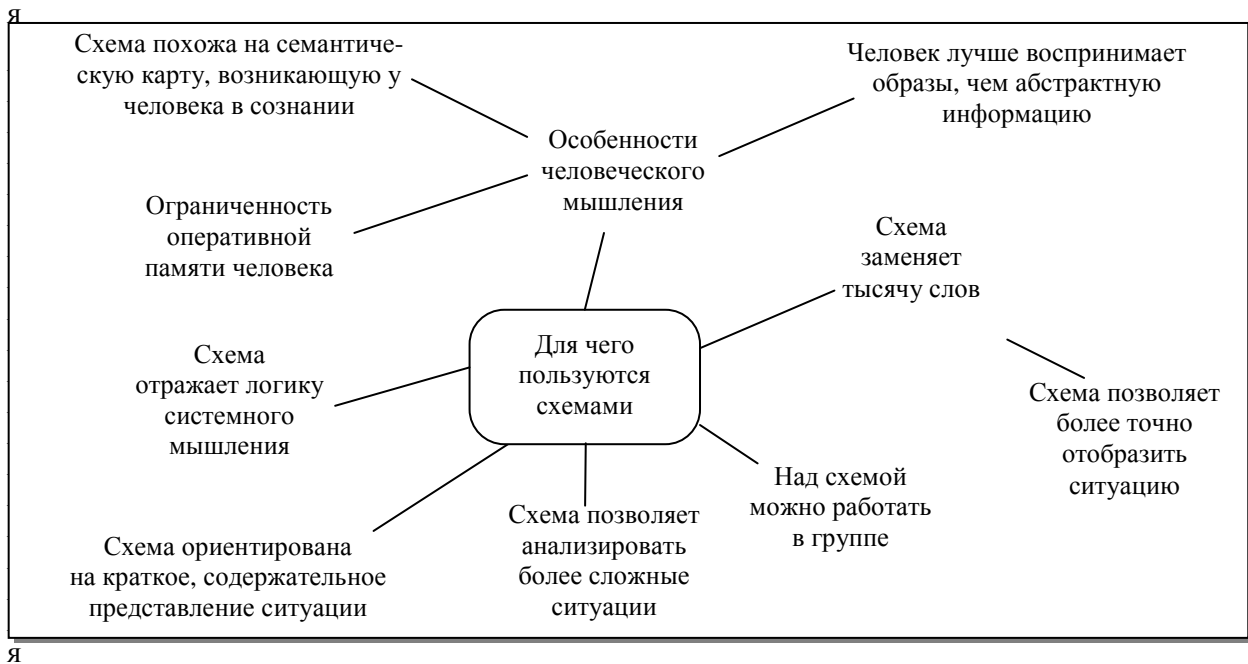 я
Схема похожа на семантиче-
скую карту, возникающую у
человека в сознании
Человек лучше воспринимает
образы, чем абстрактную
информацию
Особенности
человеческого
мышления
Ограниченность
оперативной
памяти человека
Схема
заменяет
тысячу слов
Для чего
пользуются
схемами
Схема
отражает логику
системного
мышления
Схема позволяет
более точно
отобразить
ситуацию
Над схемой
можно работать
в группе
Схема позволяет
анализировать
более сложные
ситуации
Схема ориентирована
на краткое, содержательное
представление ситуации
я